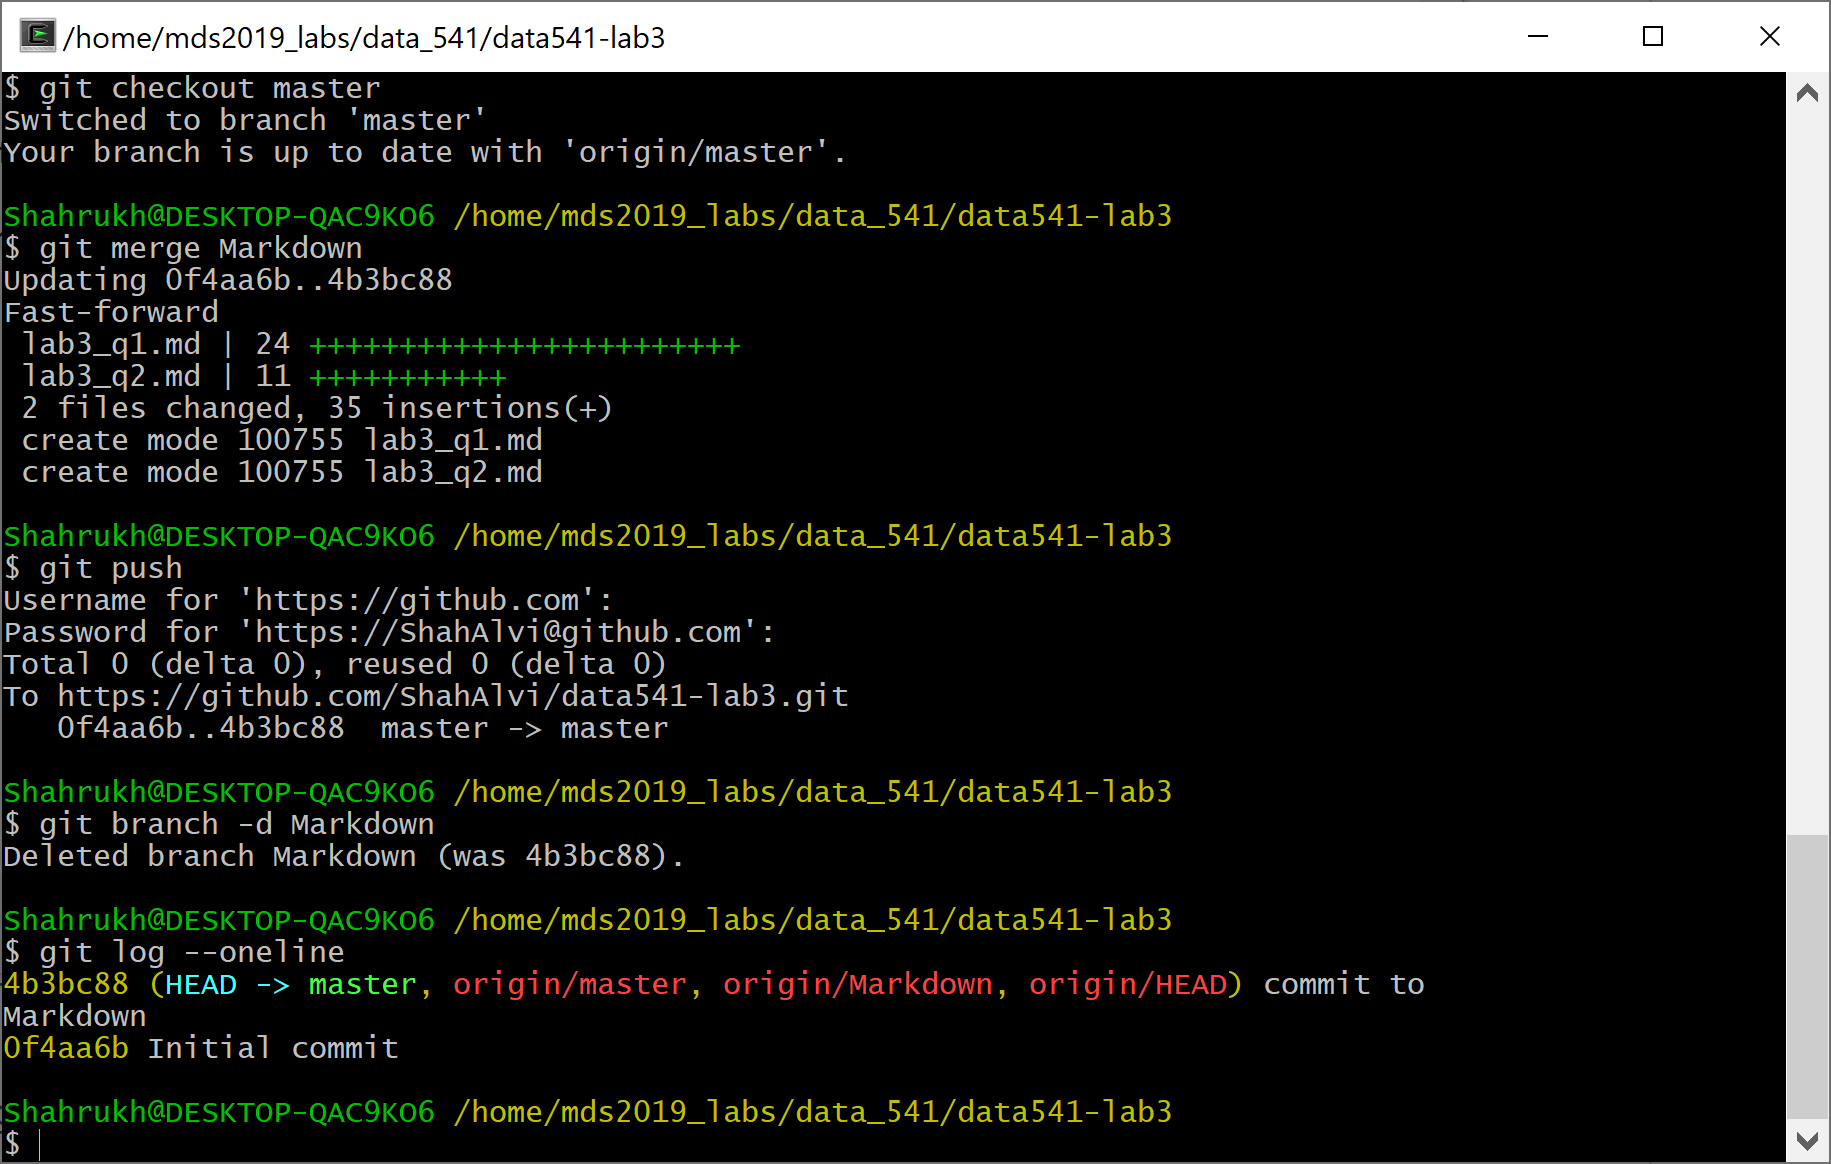 /home/mds2019_labs/data_541/data541-lab3
$ git checkout master
Switched to branch 'master'
Your branch is up to date with 'origin/master'.
Shahrukh@DESKTOP-QAC9KO6 /home/mds2019_labs/data_541/data541-lab3
$ git merge Markdown
Updating 0f4aa6b..4b3bc88
Fast-forward
 lab3_q1.md | 24 ++++++++++++++++++++++++
 lab3_q2.md | 11 +++++++++++
 2 files changed, 35 insertions(+)
 create mode 100755 lab3_q1.md
 create mode 100755 lab3_q2.md
Shahrukh@DESKTOP-QAC9KO6 /home/mds2019_labs/data_541/data541-lab3
$ git push
Username for 'https://github.com':
Password for 'https://ShahAlvi@github.com':
Total 0 (delta 0), reused 0 (delta 0)
To https://github.com/ShahAlvi/data541-lab3.git
   0f4aa6b..4b3bc88  master -> master
Shahrukh@DESKTOP-QAC9KO6 /home/mds2019_labs/data_541/data541-lab3
$ git branch -d Markdown
Deleted branch Markdown (was 4b3bc88).
Shahrukh@DESKTOP-QAC9KO6 /home/mds2019_labs/data_541/data541-lab3
$ git log --oneline
4b3bc88 (HEAD -> master, origin/master, origin/Markdown, origin/HEAD) commit to
Markdown
0f4aa6b Initial commit
Shahrukh@DESKTOP-QAC9KO6 /home/mds2019_labs/data_541/data541-lab3
$